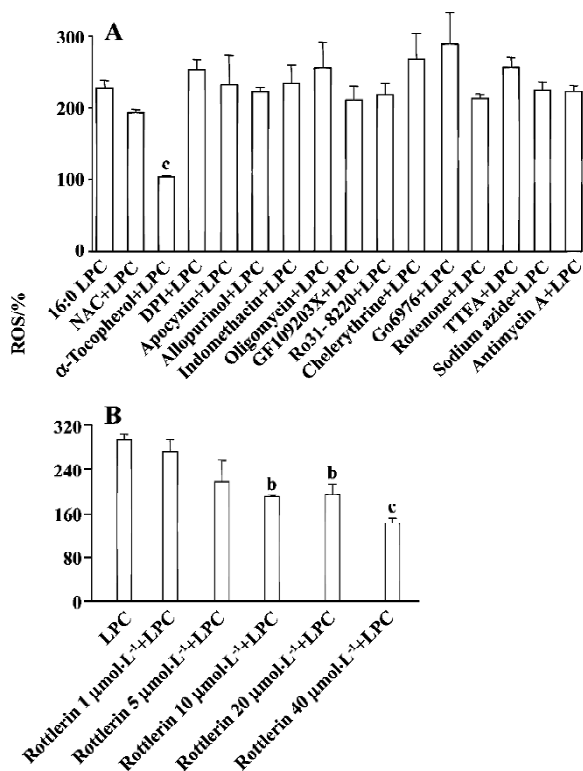 A
300
200
100
0
c
16:0 LPC
NAC+LPC
α-Tocopherol+LPC
DPI+LPC
Apocynin+LPC
Allopurinol+LPC
Indomethacin+LPC
Oligomycin+LPC
GF109203X+LPC
Ro31- 8220+LPC
Chelerythrine+LPC
Go6976+LPC
Rotenone+LPC
TTFA+LPC
Sodium azide+LPC
Antimycin A+LPC
ROS/%
B
320
240
160
80
0
b
b
c
LPC
Rottlerin 1 μmol·L⁻¹+LPC
Rottlerin 5 μmol·L⁻¹+LPC
Rottlerin 10 μmol·L⁻¹+LPC
Rottlerin 20 μmol·L⁻¹+LPC
Rottlerin 40 μmol·L⁻¹+LPC